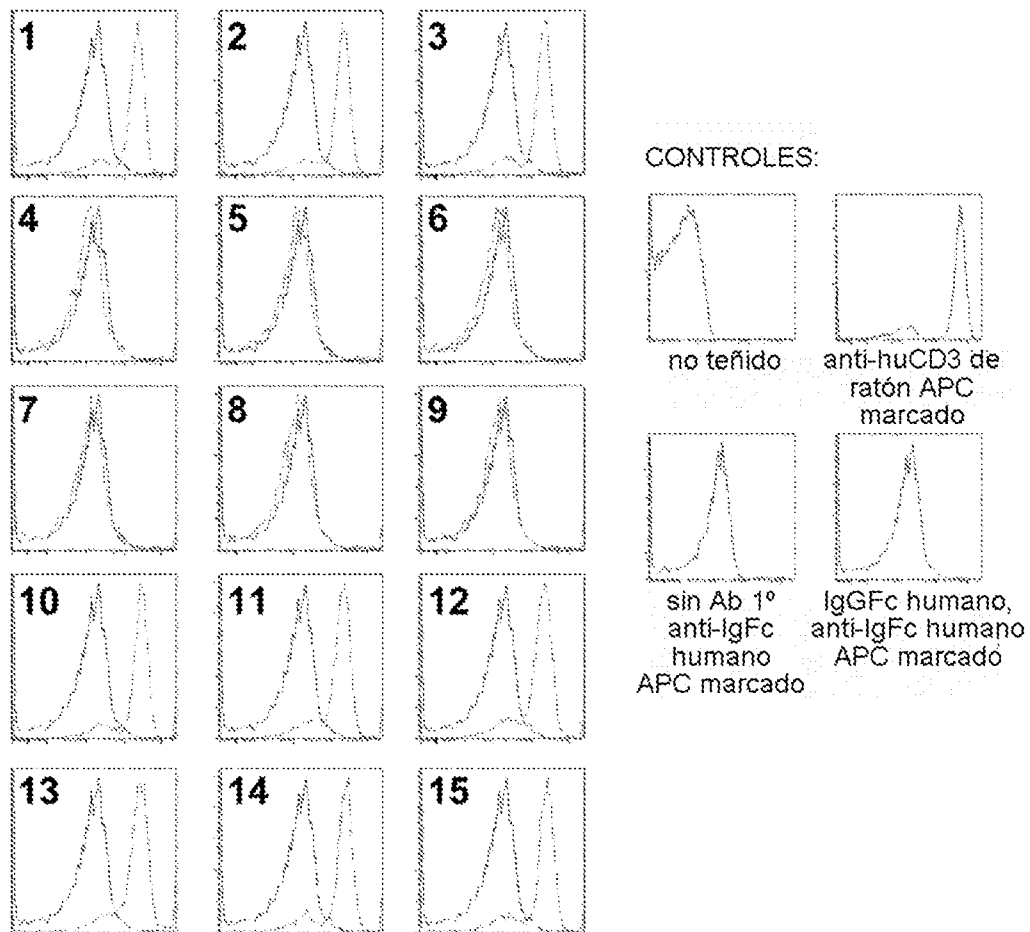 1
2
3
4
5
6
7
8
9
10
11
12
13
14
15
CONTROLES:
no teñido
anti-huCD3 de
ratón APC
marcado
sin Ab 1º
anti-IgFc
humano
APC marcado
IgGFc humano,
anti-IgFc humano
APC marcado